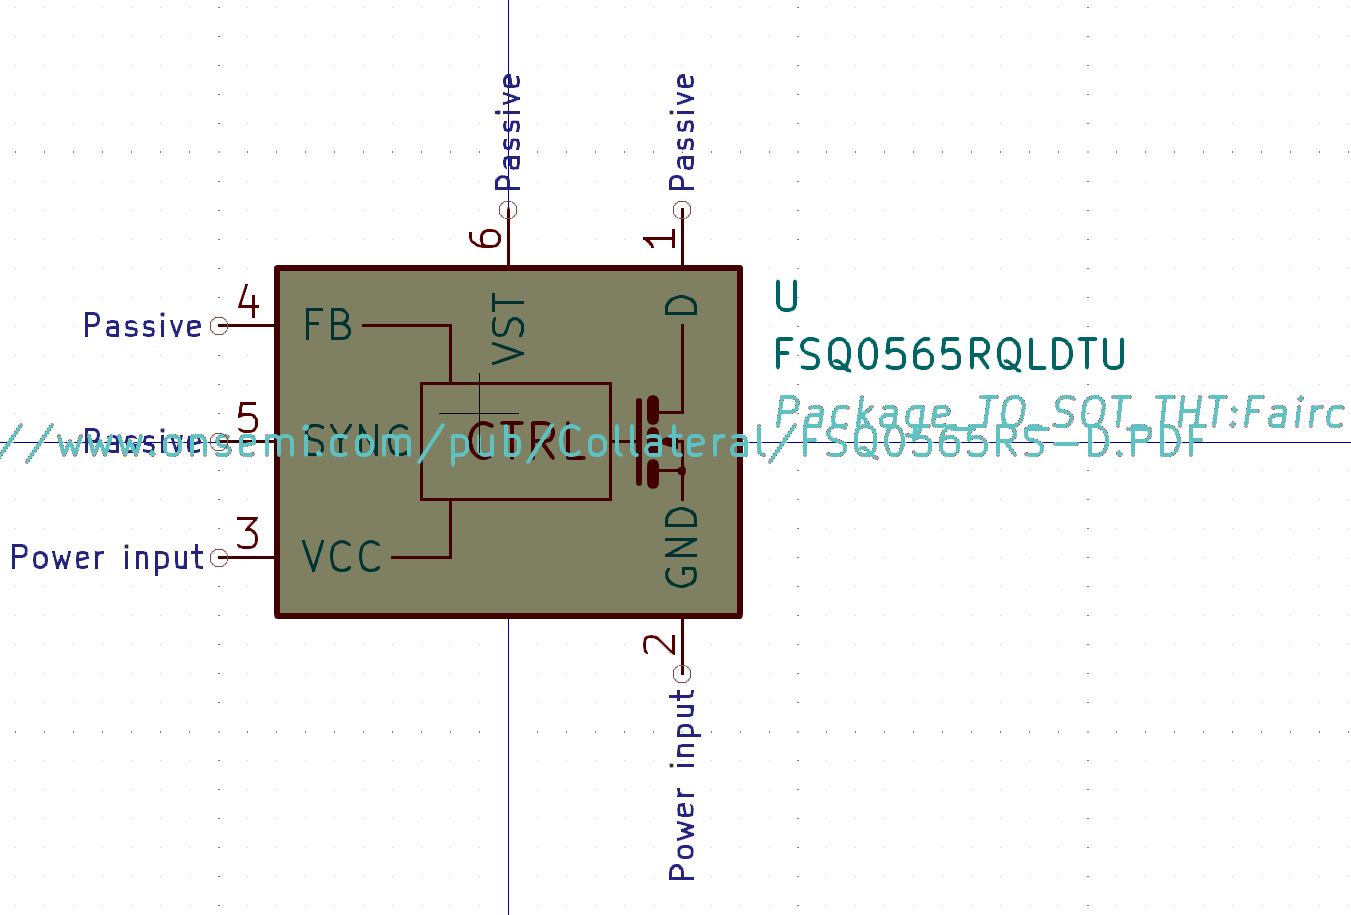 Passive
Passive
6
1
4
Passive
FB
VST
D
U
FSQ0565RQLDTU
Package_TO_SOT_THT:Fairc
5
Passive
SYNC
CTRL
//www.onsemi.com/pub/Collateral/FSQ0565RS-D.PDF
3
Power input
VCC
GND
2
Power input